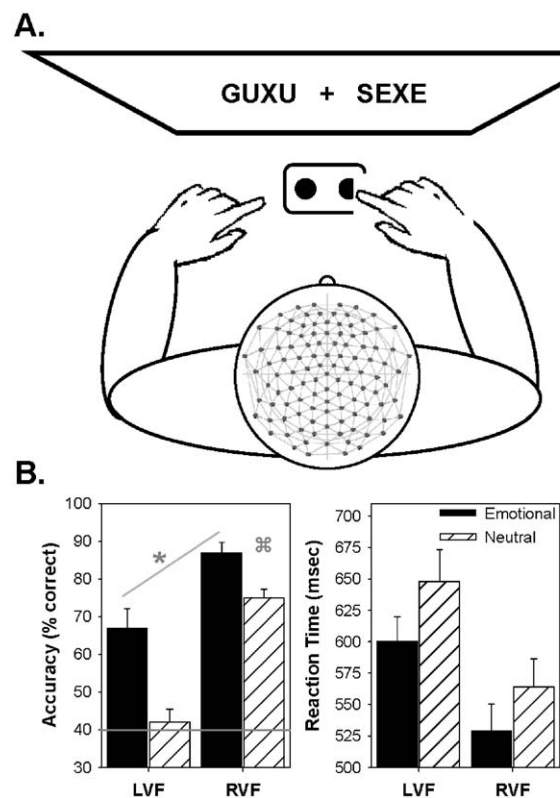 A.
GUXU + SEXE
B.
Accuracy (% correct)
100
90
80
70
60
50
40
30
*
⌘
LVF
RVF
Reaction Time (msec)
700
675
650
625
600
575
550
525
500
Emotional
Neutral
LVF
RVF